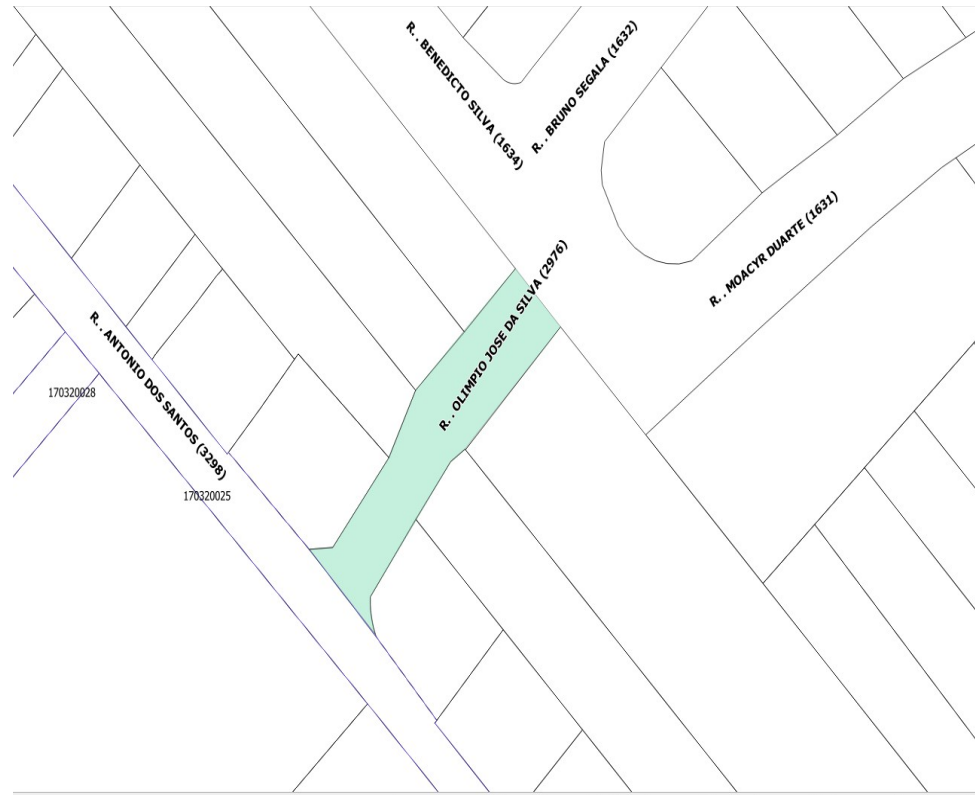 R. . BENEDICTO SILVA (1634)
R. . BRUNO SEGALA (1632)
R. . MOACYR DUARTE (1631)
R. . OLIMPIO JOSE DA SILVA (2976)
R. . ANTONIO DOS SANTOS (3298)
170320028
170320025